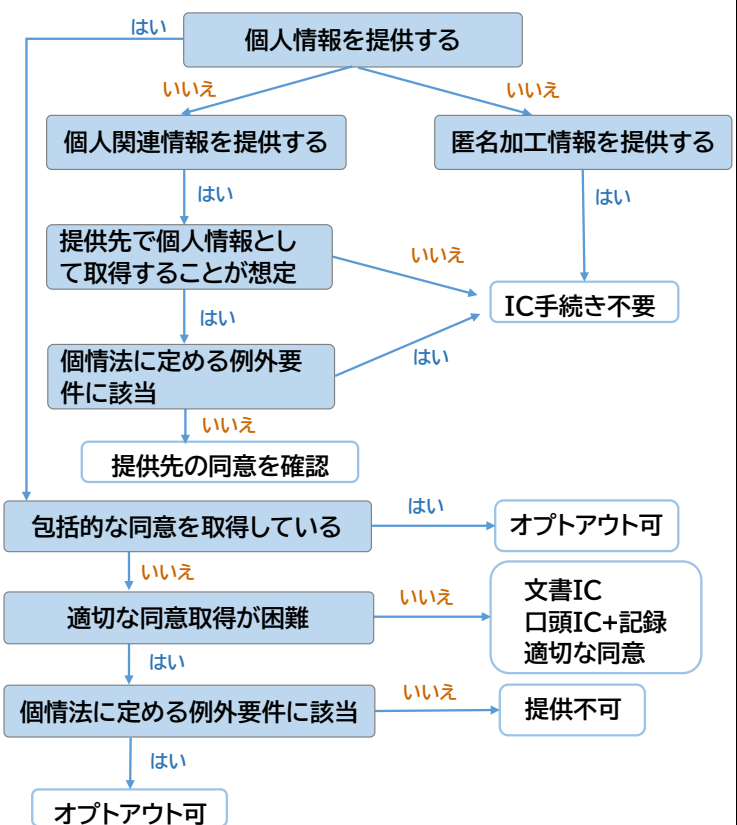 はい
個人情報を提供する
いいえ
いいえ
個人関連情報を提供する
匿名加工情報を提供する
はい
はい
提供先で個人情報とし
て取得することが想定
いいえ
IC手続き不要
はい
個情法に定める例外要
件に該当
はい
いいえ
提供先の同意を確認
包括的な同意を取得している
はい
オプトアウト可
いいえ
適切な同意取得が困難
いいえ
文書IC
口頭IC+記録
適切な同意
はい
個情法に定める例外要件に該当
いいえ
提供不可
はい
オプトアウト可